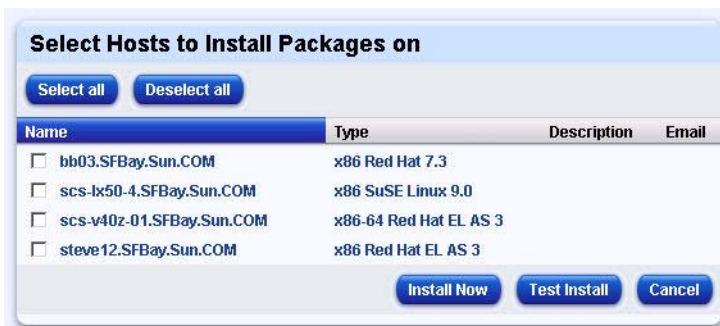 Select Hosts to Install Packages on
Select all Deselect all
Name Type Description Email
bb03.SFBay.Sun.COM x86 Red Hat 7.3
scs-lx50-4.SFBay.Sun.COM x86 SuSE Linux 9.0
scs-v40z-01.SFBay.Sun.COM x86-64 Red Hat EL AS 3
steve12.SFBay.Sun.COM x86 Red Hat EL AS 3
Install Now Test Install Cancel